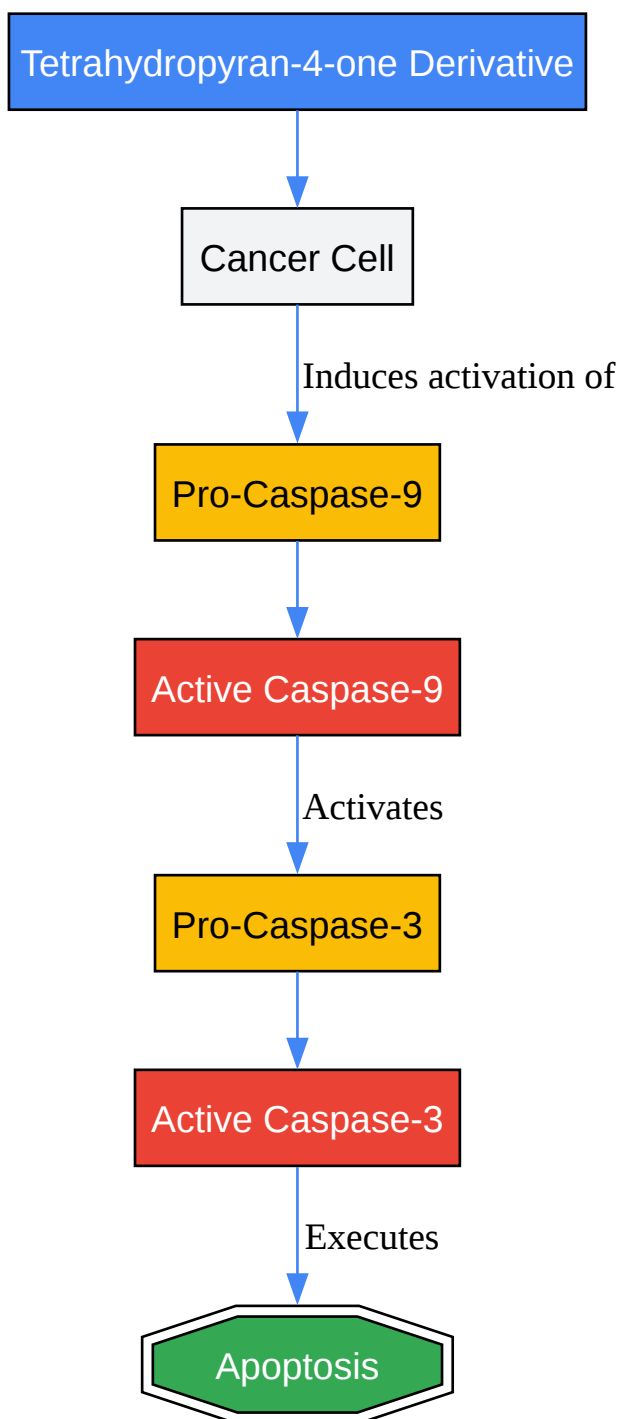 Tetrahydropyran-4-one Derivative
Cancer Cell
Induces activation of
Pro-Caspase-9
Active Caspase-9
Activates
Pro-Caspase-3
Active Caspase-3
Executes
Apoptosis